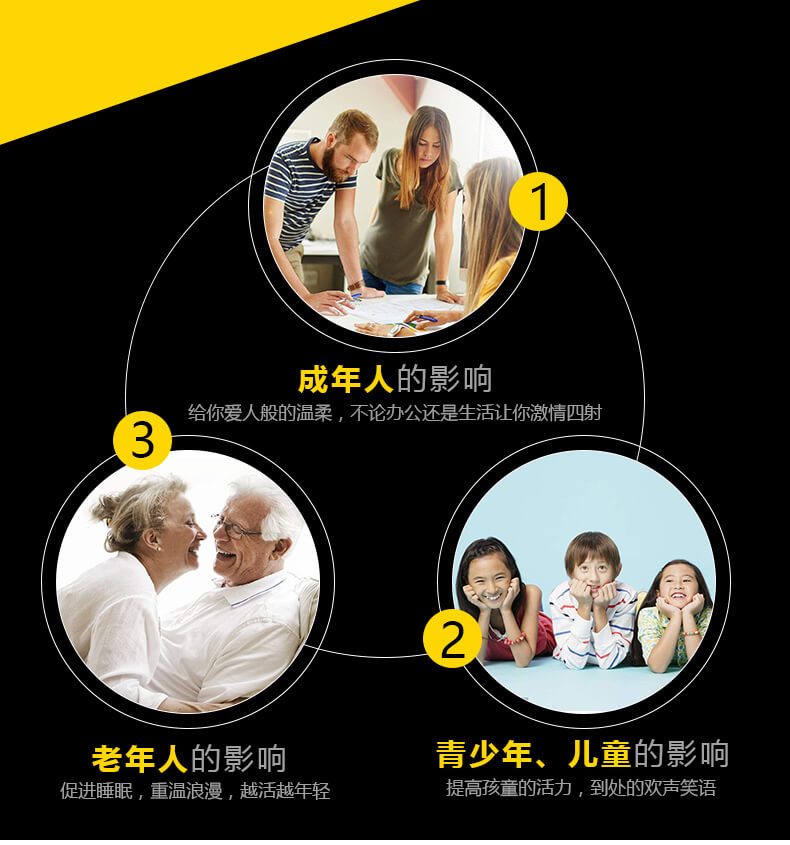 1
成年人的影响
给你爱人般的温柔，不论办公还是生活让你激情四射
3
2
老年人的影响
促进睡眠，重温浪漫，越活越年轻
青少年、儿童的影响
提高孩童的活力，到处的欢声笑语